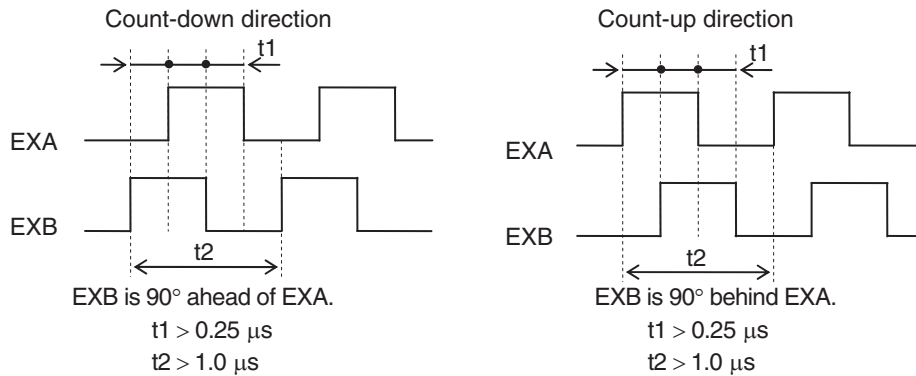 Count-down direction
t1
EXA
EXB
t2
EXB is 90° ahead of EXA.
t1 > 0.25 μs
t2 > 1.0 μs
Count-up direction
t1
EXA
EXB
t2
EXB is 90° behind EXA.
t1 > 0.25 μs
t2 > 1.0 μs